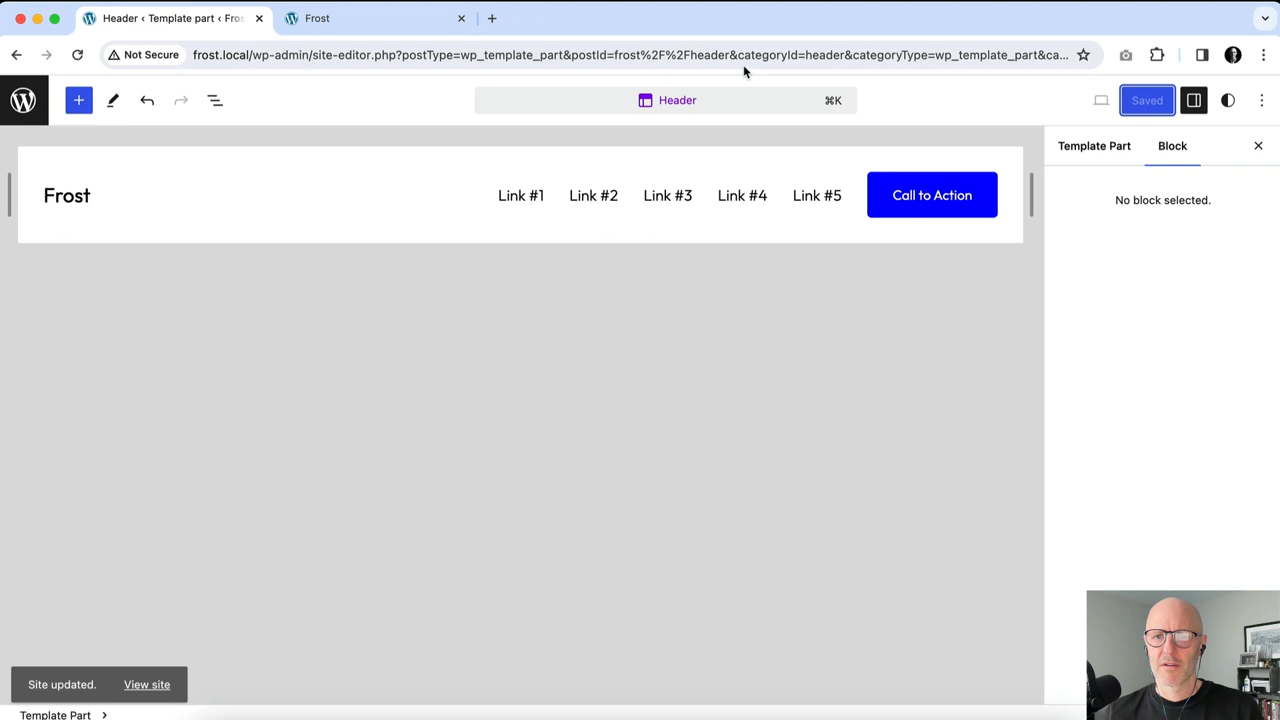 Header ‹ Template part ‹ Fros
Frost
Not Secure
frost.local/wp-admin/site-editor.php?postType=wp_template_part&postId=frost%2F%2Fheader&categoryId=header&categoryType=wp_template_part&ca...
Header
⌘K
Saved
Template Part
Block
No block selected.
Frost
Link #1
Link #2
Link #3
Link #4
Link #5
Call to Action
Site updated.
View site
Template Part